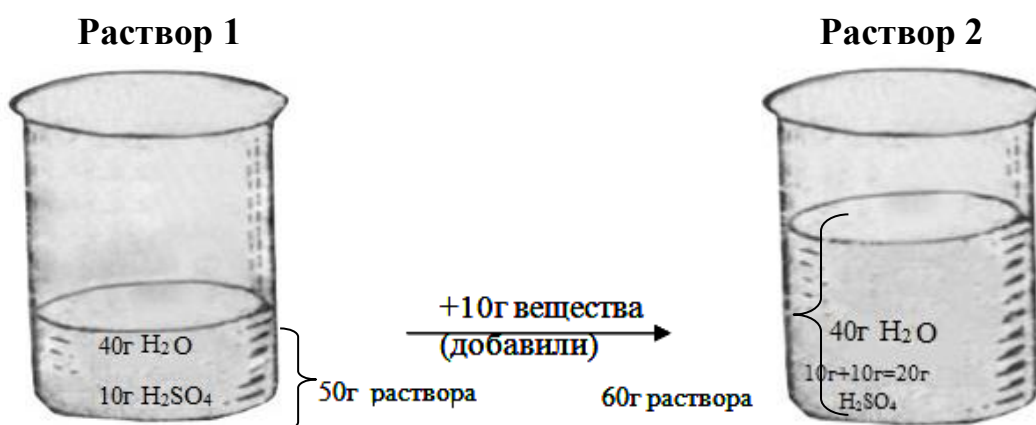 Раствор 1
Раствор 2
+10г вещества
(добавили)
40г H₂O
10г H₂SO₄
50г раствора
60г раствора
40г H₂O
10г+10г=20г
H₂SO₄